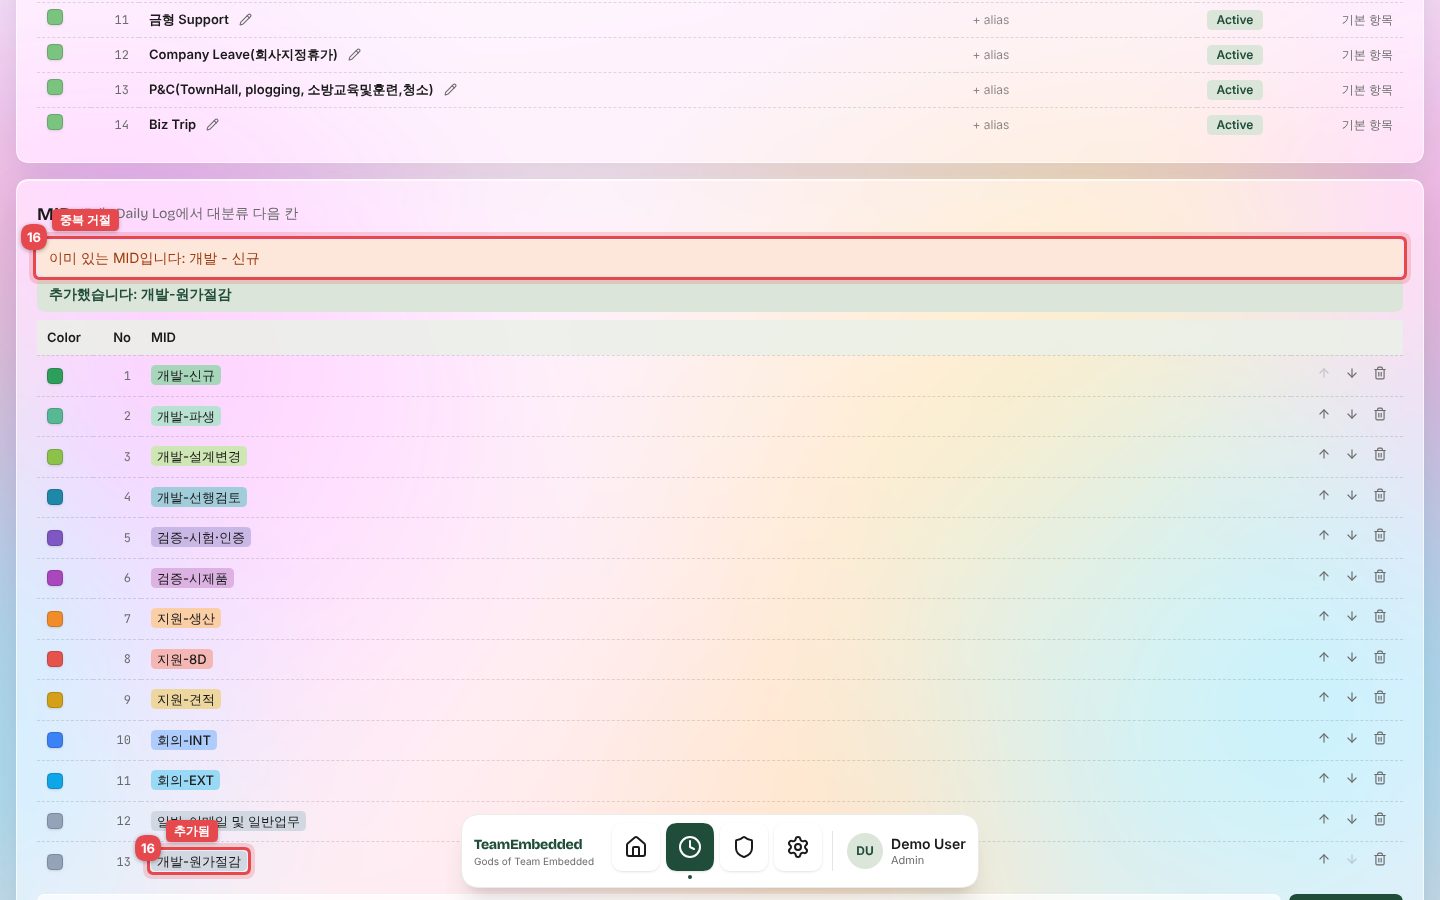 11 금형 Support + alias Active 기본 항목
12 Company Leave(회사지정휴가) + alias Active 기본 항목
13 P&C(TownHall, plogging, 소방교육및훈련,청소) + alias Active 기본 항목
14 Biz Trip + alias Active 기본 항목
중복 거절
Daily Log에서 대분류 다음 칸
16
이미 있는 MID입니다: 개발 - 신규
추가했습니다: 개발-원가절감
Color No MID
1 개발-신규
2 개발-파생
3 개발-설계변경
4 개발-선행검토
5 검증-시험·인증
6 검증-시제품
7 지원-생산
8 지원-8D
9 지원-견적
10 회의-INT
11 회의-EXT
12 및 일반업무
추가됨
16
13 개발-원가절감
TeamEmbedded
Gods of Team Embedded
DU
Demo User
Admin